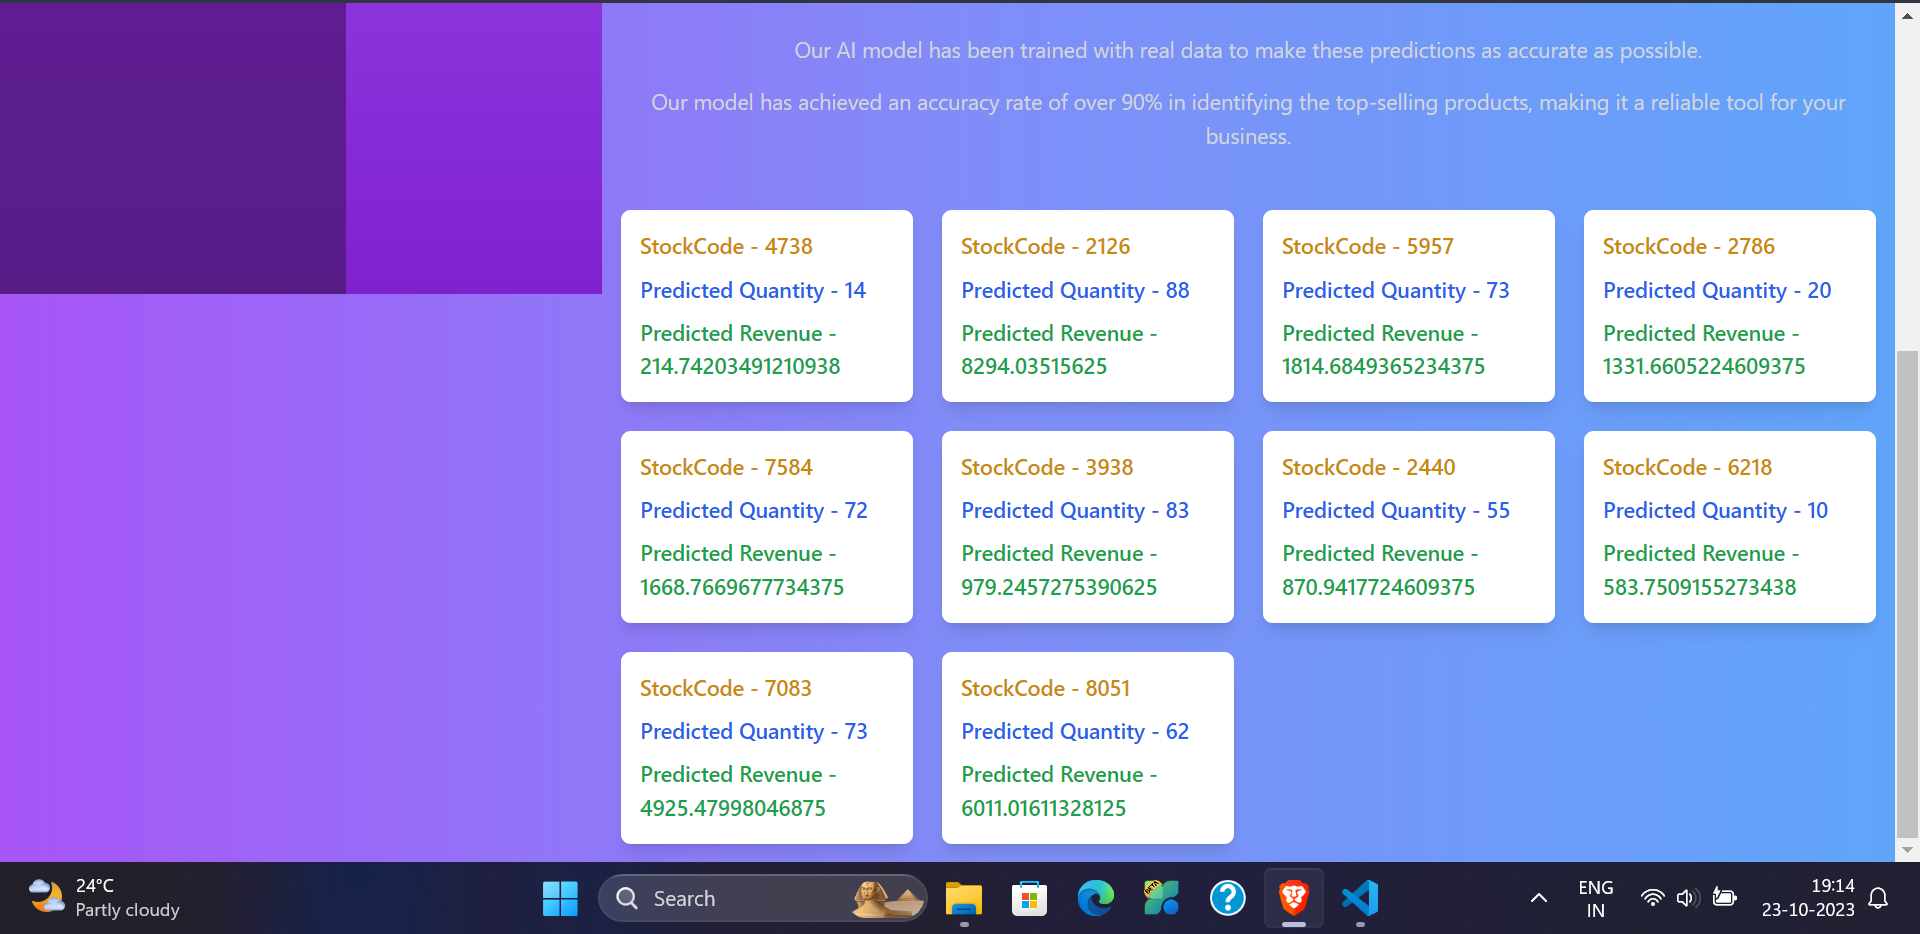 Our AI model has been trained with real data to make these predictions as accurate as possible.
Our model has achieved an accuracy rate of over 90% in identifying the top-selling products, making it a reliable tool for your
business.
StockCode - 4738
Predicted Quantity - 14
Predicted Revenue -
214.74203491210938
StockCode - 2126
Predicted Quantity - 88
Predicted Revenue -
8294.03515625
StockCode - 5957
Predicted Quantity - 73
Predicted Revenue -
1814.6849365234375
StockCode - 2786
Predicted Quantity - 20
Predicted Revenue -
1331.6605224609375
StockCode - 7584
Predicted Quantity - 72
Predicted Revenue -
1668.7669677734375
StockCode - 3938
Predicted Quantity - 83
Predicted Revenue -
979.2457275390625
StockCode - 2440
Predicted Quantity - 55
Predicted Revenue -
870.9417724609375
StockCode - 6218
Predicted Quantity - 10
Predicted Revenue -
583.7509155273438
StockCode - 7083
Predicted Quantity - 73
Predicted Revenue -
4925.47998046875
StockCode - 8051
Predicted Quantity - 62
Predicted Revenue -
6011.01611328125
24°C
Partly cloudy
Search
BETA
ENG
IN
19:14
23-10-2023